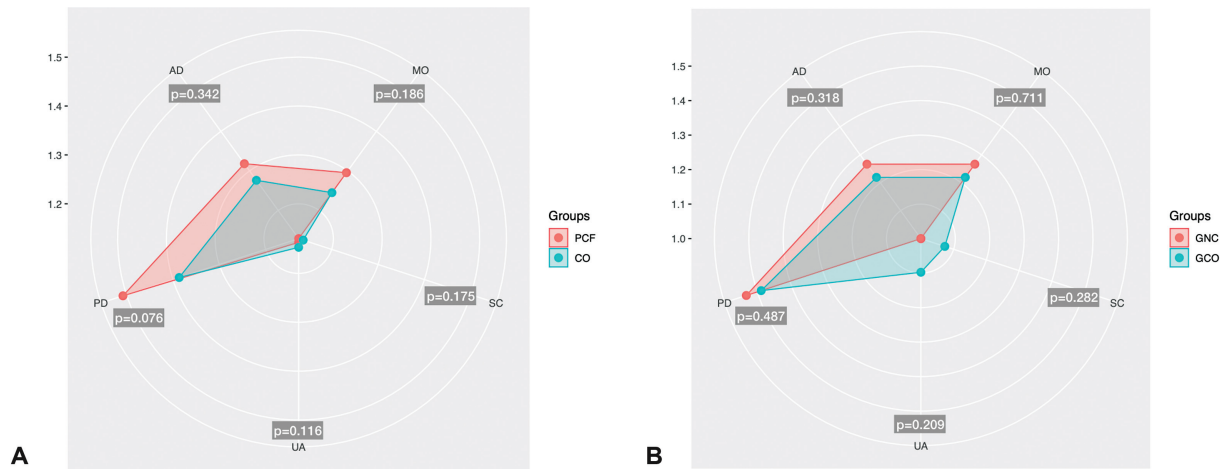 AD
MO
p=0.342
p=0.186
1.5
1.4
1.3
1.2
Groups
PCF
CO
PD
SC
p=0.076
p=0.175
p=0.116
UA
A
AD
MO
p=0.318
p=0.711
1.5
1.4
1.3
1.2
1.1
1.0
Groups
GNC
GCO
PD
SC
p=0.487
p=0.282
p=0.209
UA
B